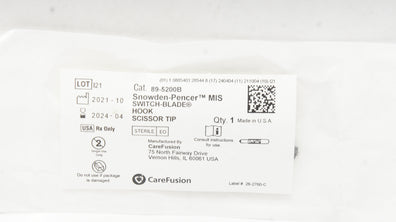 LOT I21
Cat. 89-5200B
2021-10
Snowden-Pencer™ MIS
SWITCH-BLADE®
HOOK
SCISSOR TIP
2024-04
USA Rx Only
STERILE EO
Qty. 1
Made in U.S.A
Do not use if package is damaged.
Manufactured By
CareFusion
75 North Fairway Drive
Vernon Hills, IL 60061 USA
Consult instructions for use
CareFusion